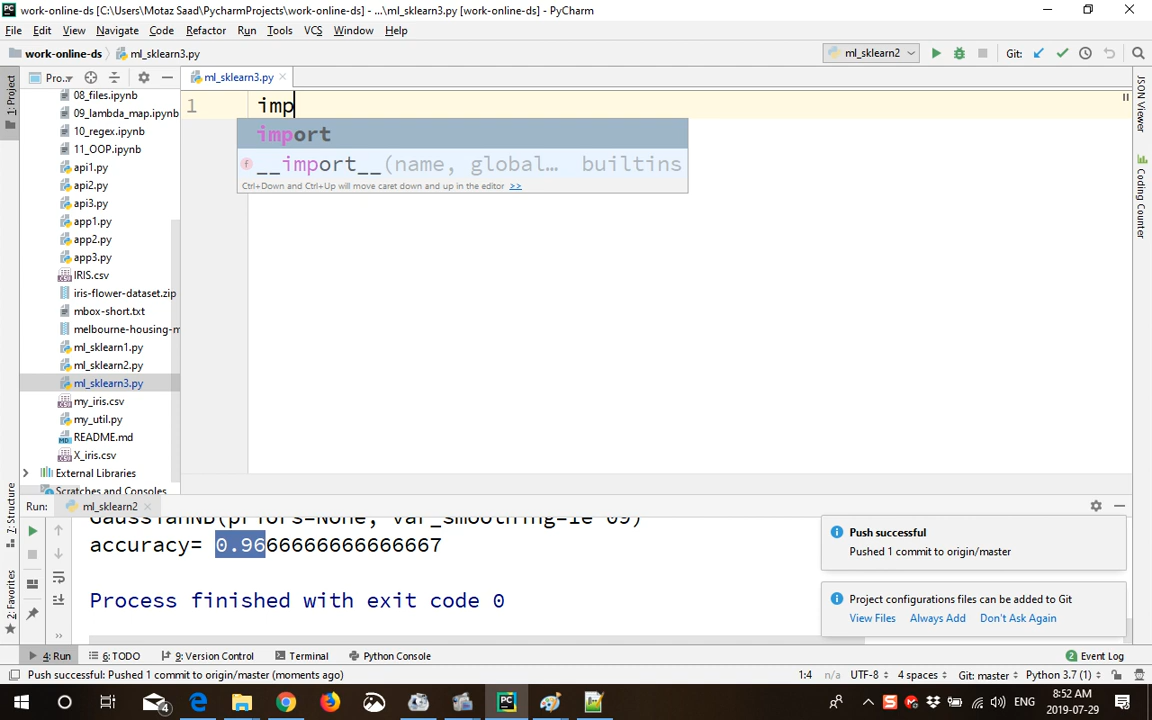 work-online-ds [C:\Users\Motaz Saad\PycharmProjects\work-online-ds] - ...\ml_sklearn3.py [work-online-ds] - PyCharm
File Edit View Navigate Code Refactor Run Tools VCS Window Help
work-online-ds ml_sklearn3.py ml_sklearn2 Git:
1: Project
Pro..
ml_sklearn3.py
JSON Viewer
Coding Counter
08_files.ipynb
09_lambda_map.ipynb
10_regex.ipynb
11_OOP.ipynb
api1.py
api2.py
api3.py
app1.py
app2.py
app3.py
IRIS.csv
iris-flower-dataset.zip
mbox-short.txt
melbourne-housing-m
ml_sklearn1.py
ml_sklearn2.py
ml_sklearn3.py
my_iris.csv
my_util.py
README.md
X_iris.csv
External Libraries
Scratches and Consoles
1 imp
import
__import__(name, global... builtins
Ctrl+Down and Ctrl+Up will move caret down and up in the editor >>
Z: Structure
2: Favorites
Run: ml_sklearn2
GaussianNB(priors=None, var_smoothing=1e-09)
accuracy= 0.9666666666666667
Process finished with exit code 0
Push successful
Pushed 1 commit to origin/master
Project configurations files can be added to Git
View Files Always Add Don't Ask Again
4: Run 6: TODO 9: Version Control Terminal Python Console 2 Event Log
Push successful: Pushed 1 commit to origin/master (moments ago) 1:4 n/a UTF-8 4 spaces Git: master Python 3.7 (1)
4
ENG
8:52 AM
2019-07-29